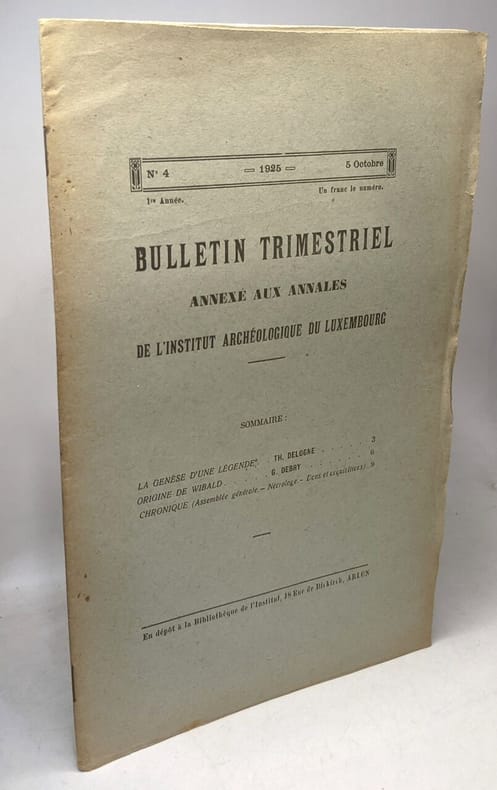 N° 4 — 1925 — 5 Octobre
1re Année. Un franc le numéro.
BULLETIN TRIMESTRIEL
ANNEXÉ AUX ANNALES
DE L'INSTITUT ARCHÉOLOGIQUE DU LUXEMBOURG
SOMMAIRE :
LA GENÈSE D'UNE LÉGENDE . TH. DELOGNE . . . . . 3
ORIGINE DE WIBALD . . . . G. DEBRY . . . . . . 6
CHRONIQUE (Assemblée générale. – Nécrologe – Dons et acquisitions). 9
En dépôt à la Bibliothèque de l'Institut, 18 Rue de Diekirch, ARLON